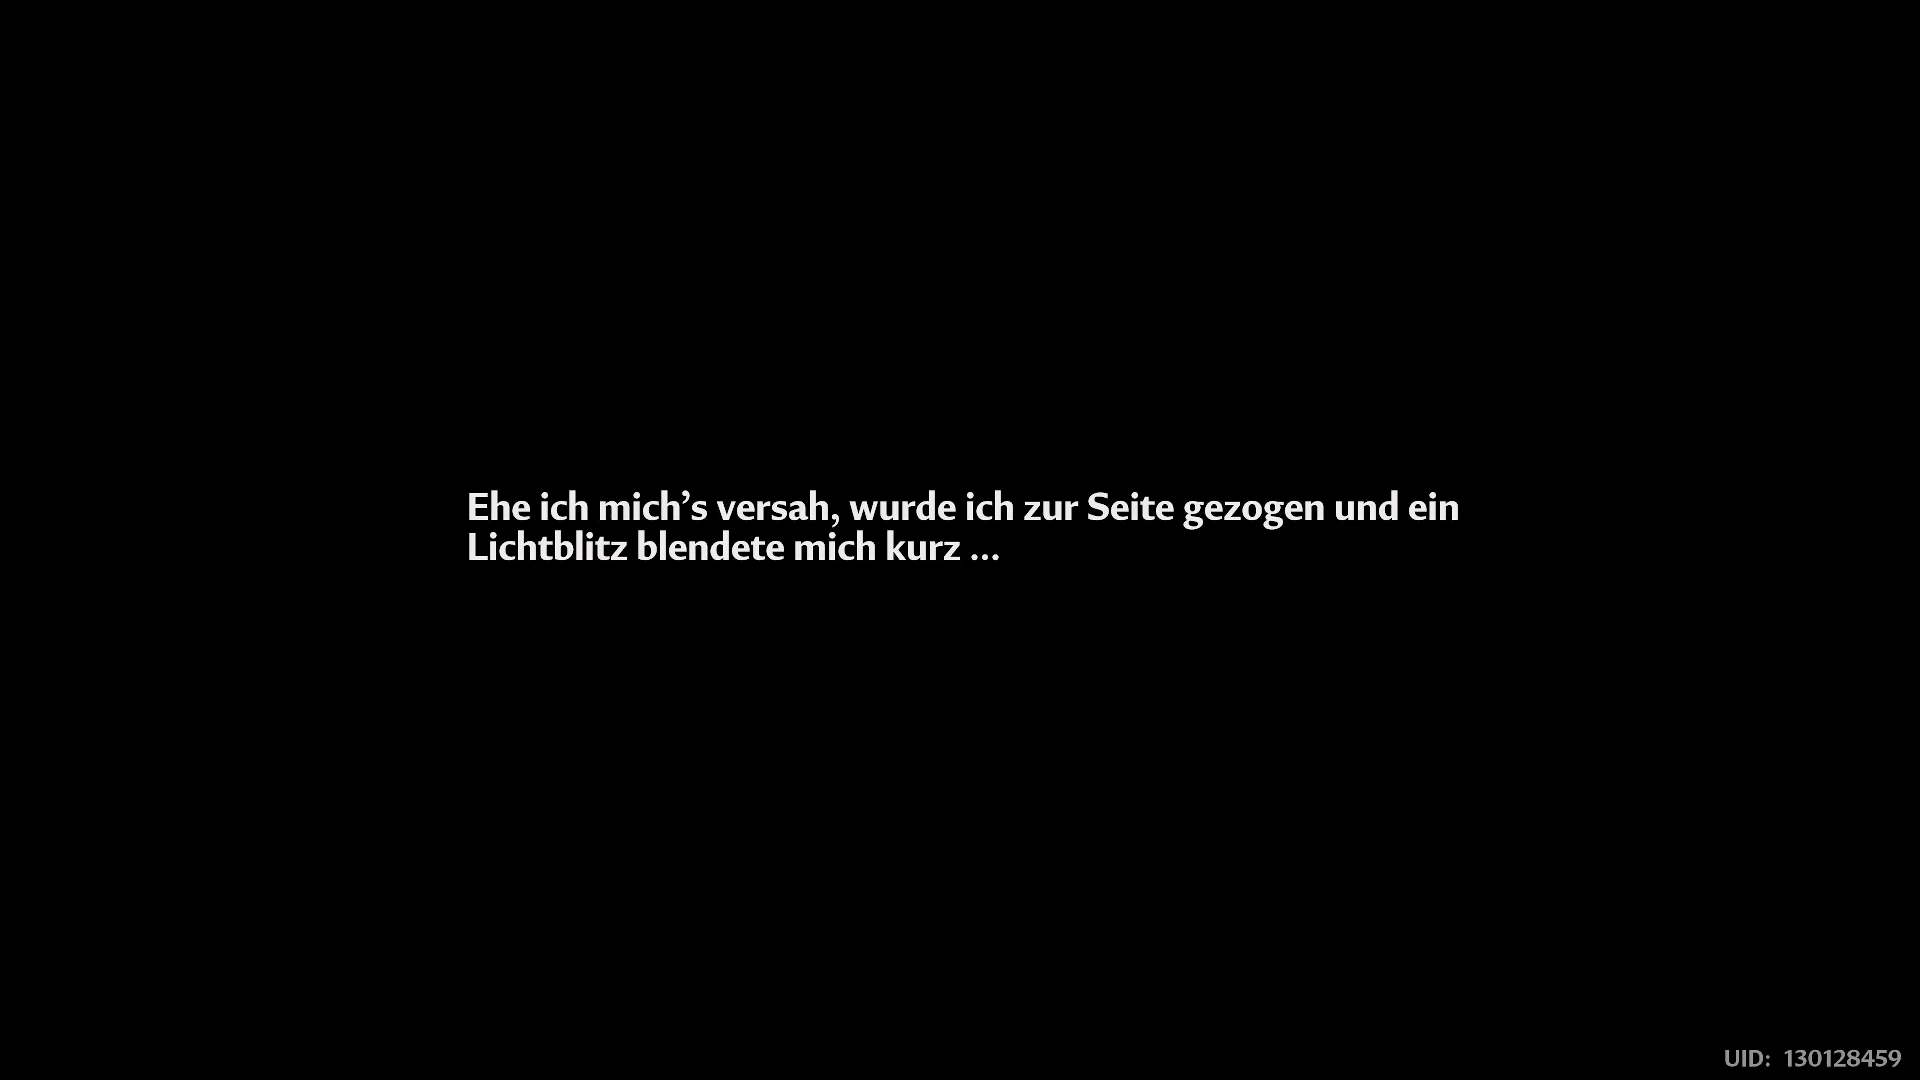 Ehe ich mich’s versah, wurde ich zur Seite gezogen und ein
Lichtblitz blendete mich kurz ...
UID: 130128459